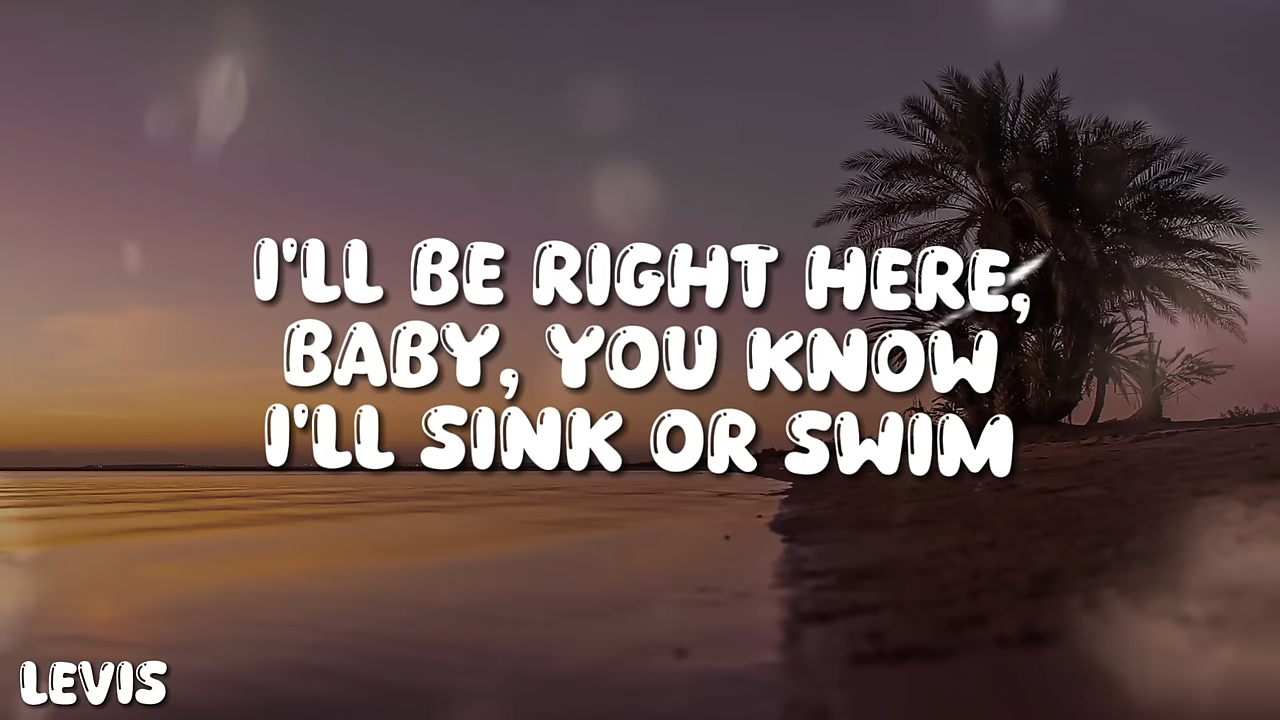 I'LL BE RIGHT HERE,
BABY, YOU KNOW
I'LL SINK OR SWIM
LEVIS